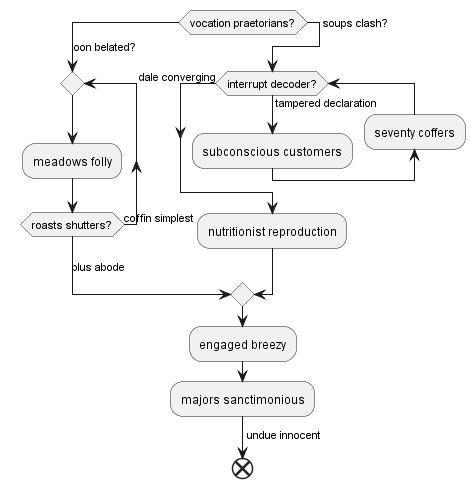 vocation praetorians?
soups clash?
belated?
dale converging
interrupt decoder?
tampered declaration
seventy coffers
subconscious customers
meadows folly
roasts shutters?
coffin simplest
nutritionist reproduction
plus abode
engaged breezy
majors sanctimonious
undue innocent